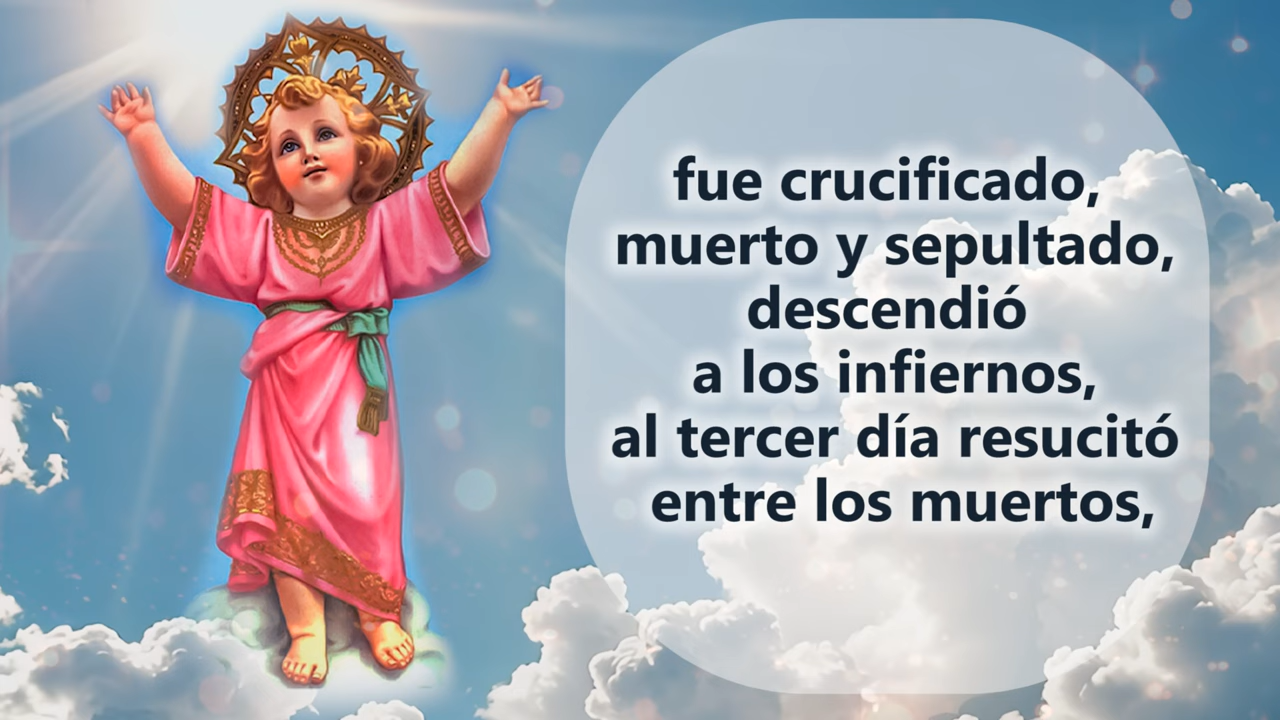 fue crucificado,
muerto y sepultado,
descendió
a los infiernos,
al tercer día resucitó
entre los muertos,